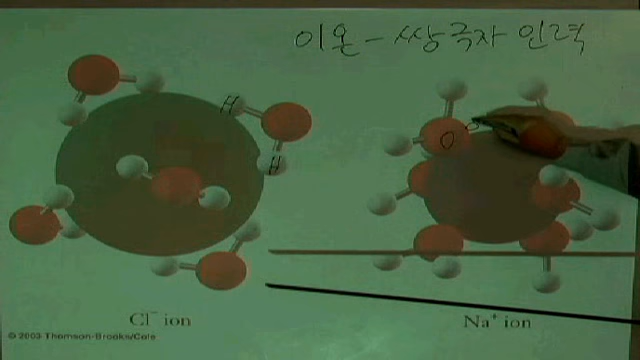 이온 - 쌍극자 인력
H
H
O
Cl⁻ ion
Na⁺ ion
© 2003 Thomson-Brooks/Cole